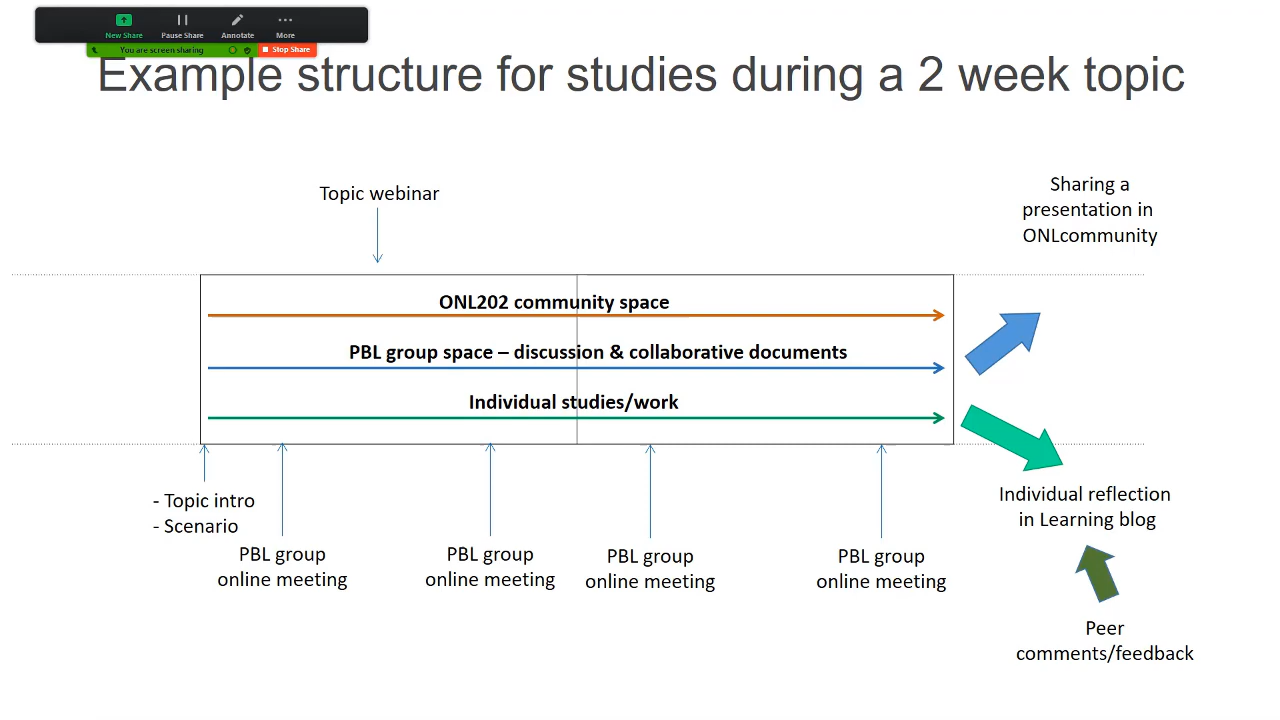 New Share
Pause Share
Annotate
More
You are screen sharing
Stop Share
Example structure for studies during a 2 week topic
Topic webinar
Sharing a
presentation in
ONLcommunity
ONL202 community space
PBL group space – discussion & collaborative documents
Individual studies/work
- Topic intro
- Scenario
PBL group
online meeting
PBL group
online meeting
PBL group
online meeting
PBL group
online meeting
Individual reflection
in Learning blog
Peer
comments/feedback